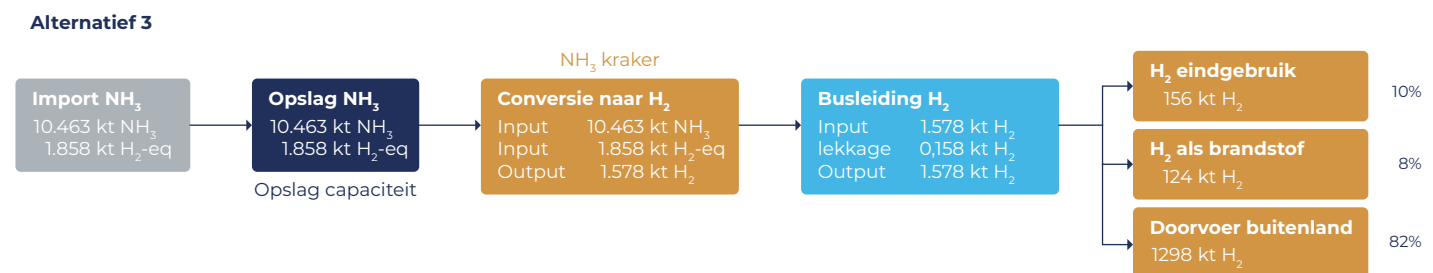 Alternatief 3
Import NH₃
10.463 kt NH₃
1.858 kt H₂-eq
Opslag NH₃
10.463 kt NH₃
1.858 kt H₂-eq
Opslag capaciteit
NH₃ kraker
Conversie naar H₂
Input 10.463 kt NH₃
Input 1.858 kt H₂-eq
Output 1.578 kt H₂
Busleiding H₂
Input 1.578 kt H₂
lekkage 0,158 kt H₂
Output 1.578 kt H₂
H₂ eindgebruik
156 kt H₂
10%
H₂ als brandstof
124 kt H₂
8%
Doorvoer buitenland
1298 kt H₂
82%